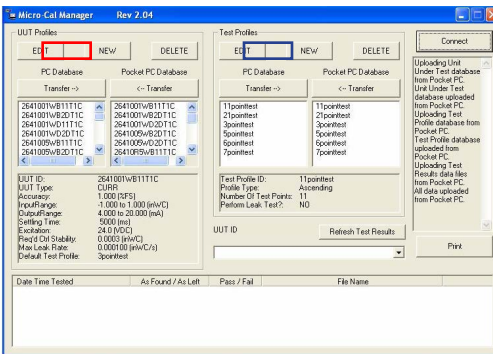 Micro-Cal Manager Rev 2.04
UUT Profiles
EDIT NEW DELETE
PC Database Pocket PC Database
Transfer --> <-- Transfer
2641001WB11T1C
2641001WB2DT1C
2641001WD11T1C
2641001WD2DT1C
2641005WB11T1C
2641005WB2DT1C
2641001WB11T1C
2641001WB2DT1C
2641001WD2DT1C
2641005WB11T1C
2641005WD2DT1C
26410R5WB11T1C
UUT ID: 2641001WB11T1C
UUT Type: CURR
Accuracy: 1.000 (%FS)
InputRange: -1.000 to 1.000 (inWC)
OutputRange: 4.000 to 20.000 (mA)
Settling Time: 5000 (ms)
Excitation: 24.0 (VDC)
Req'd Ctrl Stability: 0.0003 (inWC)
Max Leak Rate: 0.000100 (inWC/s)
Default Test Profile: 3pointtest
Test Profiles
EDIT NEW DELETE
PC Database Pocket PC Database
Transfer --> <-- Transfer
11pointtest
21pointtest
3pointtest
5pointtest
6pointtest
7pointtest
11pointtest
21pointtest
3pointtest
5pointtest
6pointtest
7pointtest
Test Profile ID: 11pointtest
Profile Type: Ascending
Number Of Test Points: 11
Perform Leak Test?: NO
UUT ID Refresh Test Results
Connect
Uploading Unit
Under Test database
from Pocket PC.
Unit Under Test
database uploaded
from Pocket PC.
Uploading Test
Profile database from
Pocket PC.
Test Profile database
uploaded from
Pocket PC.
Uploading Test
Results data files
from Pocket PC.
All data uploaded
from Pocket PC.
Print
Date Time Tested As Found / As Left Pass / Fail File Name